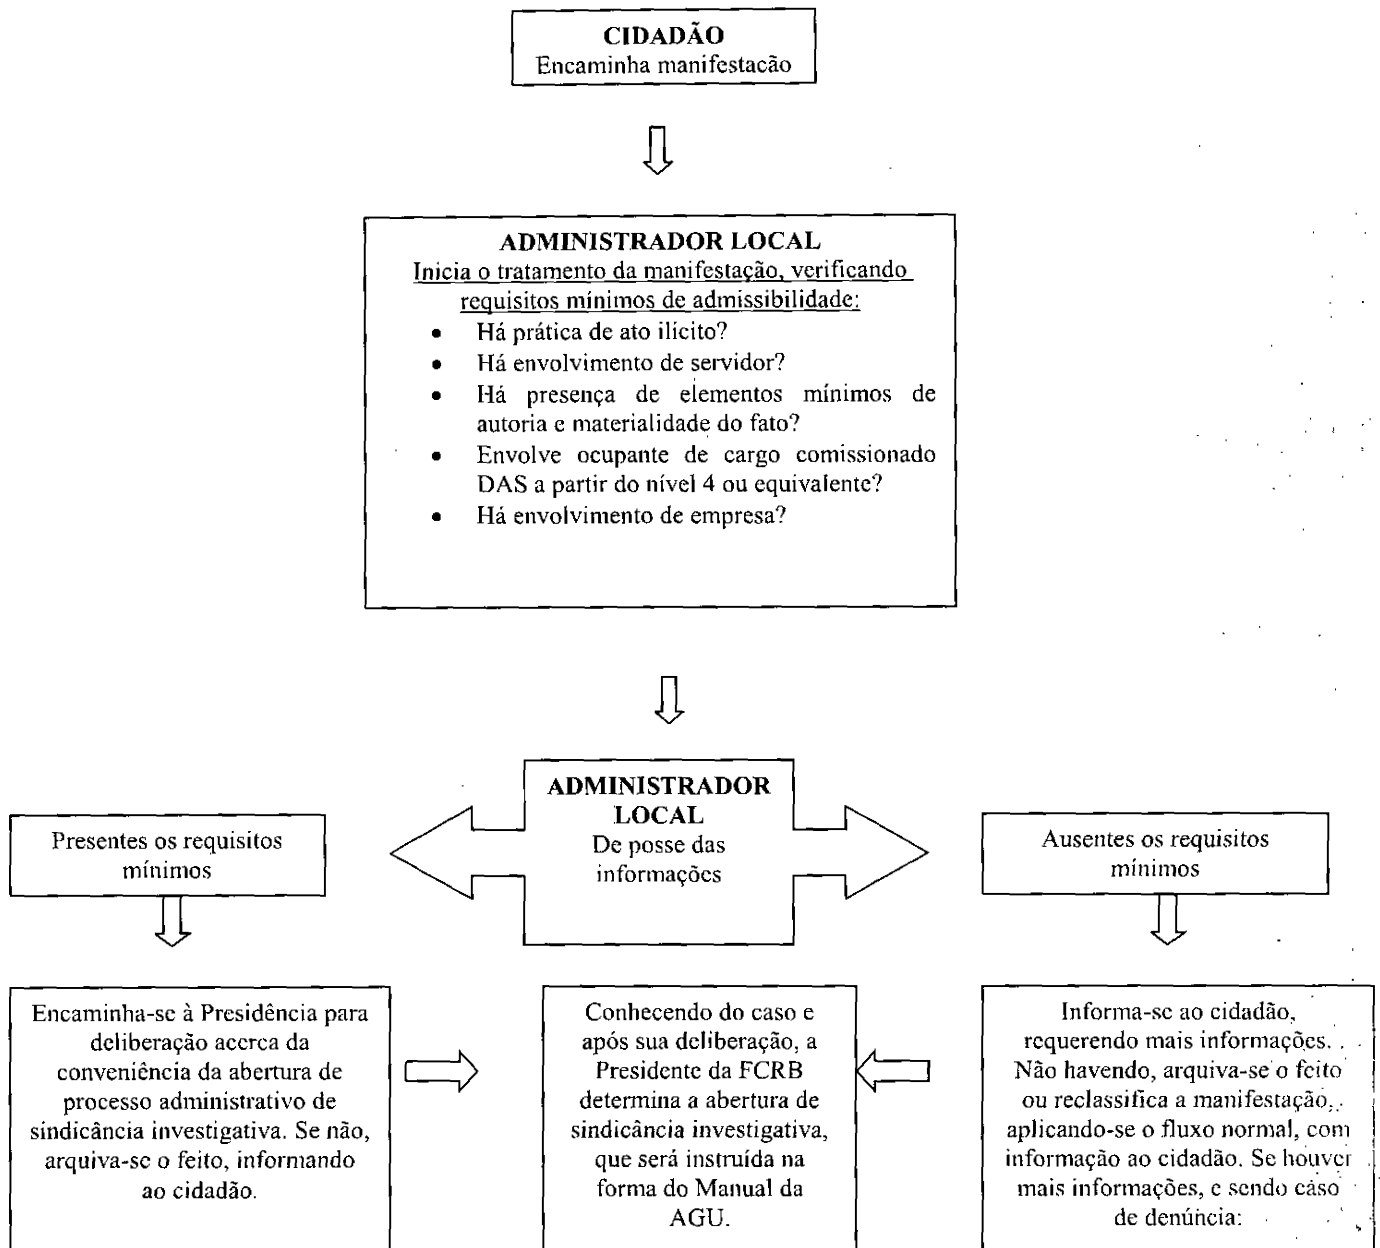 CIDADÃO
Encaminha manifestacão
ADMINISTRADOR LOCAL
Inicia o tratamento da manifestação, verificando
requisitos mínimos de admissibilidade:
• Há prática de ato ilícito?
• Há envolvimento de servidor?
• Há presença de elementos mínimos de
autoria e materialidade do fato?
• Envolve ocupante de cargo comissionado
DAS a partir do nível 4 ou equivalente?
• Há envolvimento de empresa?
ADMINISTRADOR
LOCAL
De posse das
informações
Presentes os requisitos
mínimos
Ausentes os requisitos
mínimos
Encaminha-se à Presidência para
deliberação acerca da
conveniência da abertura de
processo administrativo de
sindicância investigativa. Se não,
arquiva-se o feito, informando
ao cidadão.
Conhecendo do caso e
após sua deliberação, a
Presidente da FCRB
determina a abertura de
sindicância investigativa,
que será instruída na
forma do Manual da
AGU.
Informa-se ao cidadão,
requerendo mais informações.
Não havendo, arquiva-se o feito
ou reclassifica a manifestação,
aplicando-se o fluxo normal, com
informação ao cidadão. Se houver
mais informações, e sendo caso
de denúncia: